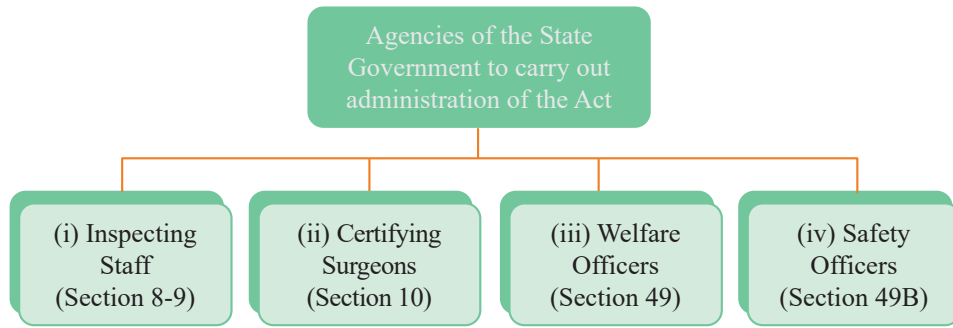 Agencies of the State
Government to carry out
administration of the Act
(i) Inspecting
Staff
(Section 8-9)
(ii) Certifying
Surgeons
(Section 10)
(iii) Welfare
Officers
(Section 49)
(iv) Safety
Officers
(Section 49B)